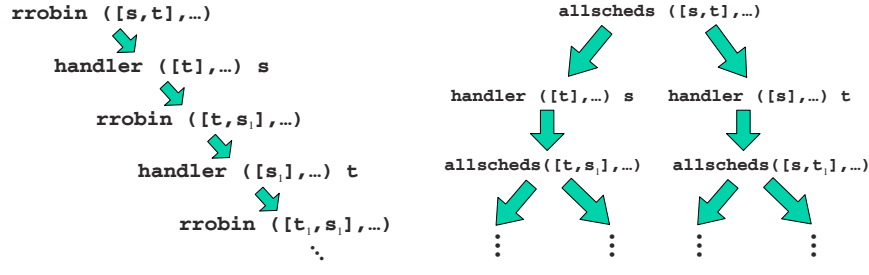 rrobin ([s,t],…)
handler ([t],…) s
rrobin ([t,s₁],…)
handler ([s₁],…) t
rrobin ([t₁,s₁],…)
allscheds ([s,t],…)
handler ([t],…) s
handler ([s],…) t
allscheds([t,s₁],…)
allscheds([s,t₁],…)